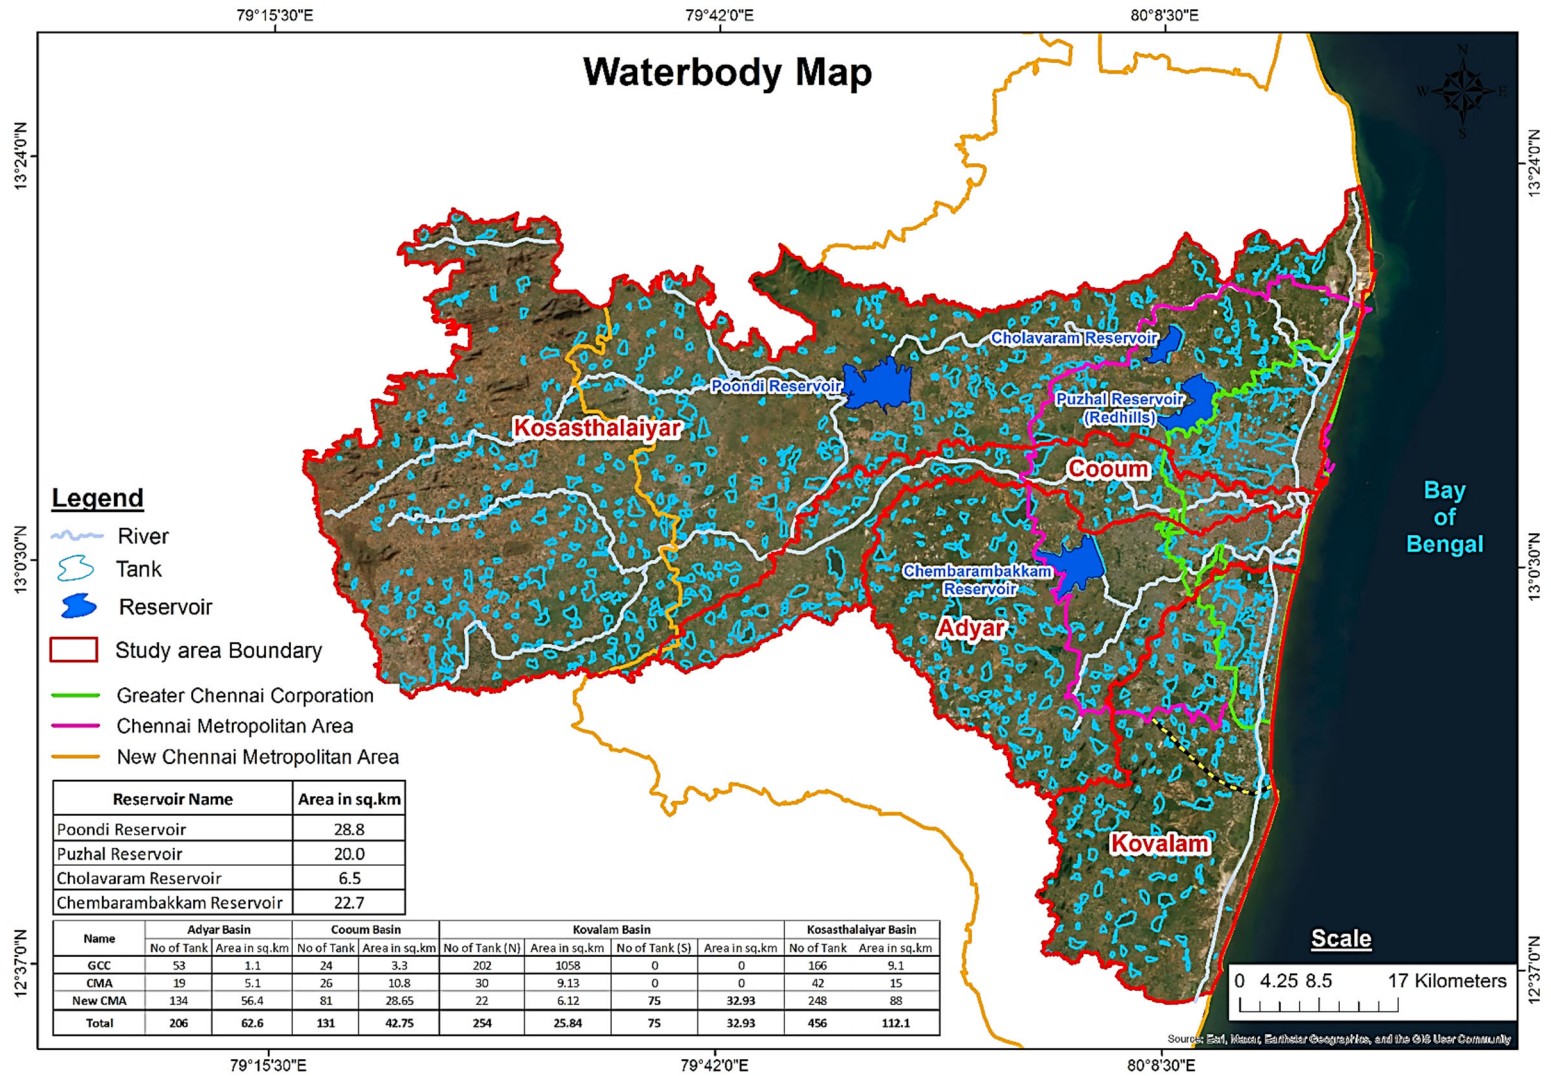 79°15'30"E 79°42'0"E 80°8'30"E
Waterbody Map
N
W E
S
13°24'0"N 13°24'0"N
Cholavaram Reservoir
Poondi Reservoir
Puzhal Reservoir
(Redhills)
Kosasthalaiyar
Cooum
Bay
of
Bengal
Chembarambakkam
Reservoir
Adyar
Kovalam
13°0'30"N 13°0'30"N
Legend
River
Tank
Reservoir
Study area Boundary
Greater Chennai Corporation
Chennai Metropolitan Area
New Chennai Metropolitan Area
Reservoir Name Area in sq.km
Poondi Reservoir 28.8
Puzhal Reservoir 20.0
Cholavaram Reservoir 6.5
Chembarambakkam Reservoir 22.7
Name Adyar Basin Cooum Basin Kovalam Basin Kosasthalaiyar Basin
No of Tank Area in sq.km No of Tank Area in sq.km No of Tank (N) Area in sq.km No of Tank (S) Area in sq.km No of Tank Area in sq.km
GCC 53 1.1 24 3.3 202 1058 0 0 166 9.1
CMA 19 5.1 26 10.8 30 9.13 0 0 42 15
New CMA 134 56.4 81 28.65 22 6.12 75 32.93 248 88
Total 206 62.6 131 42.75 254 25.84 75 32.93 456 112.1
12°37'0"N 12°37'0"N
Scale
0 4.25 8.5 17 Kilometers
Source: Esri, Maxar, Earthstar Geographics, and the GIS User Community
79°15'30"E 79°42'0"E 80°8'30"E